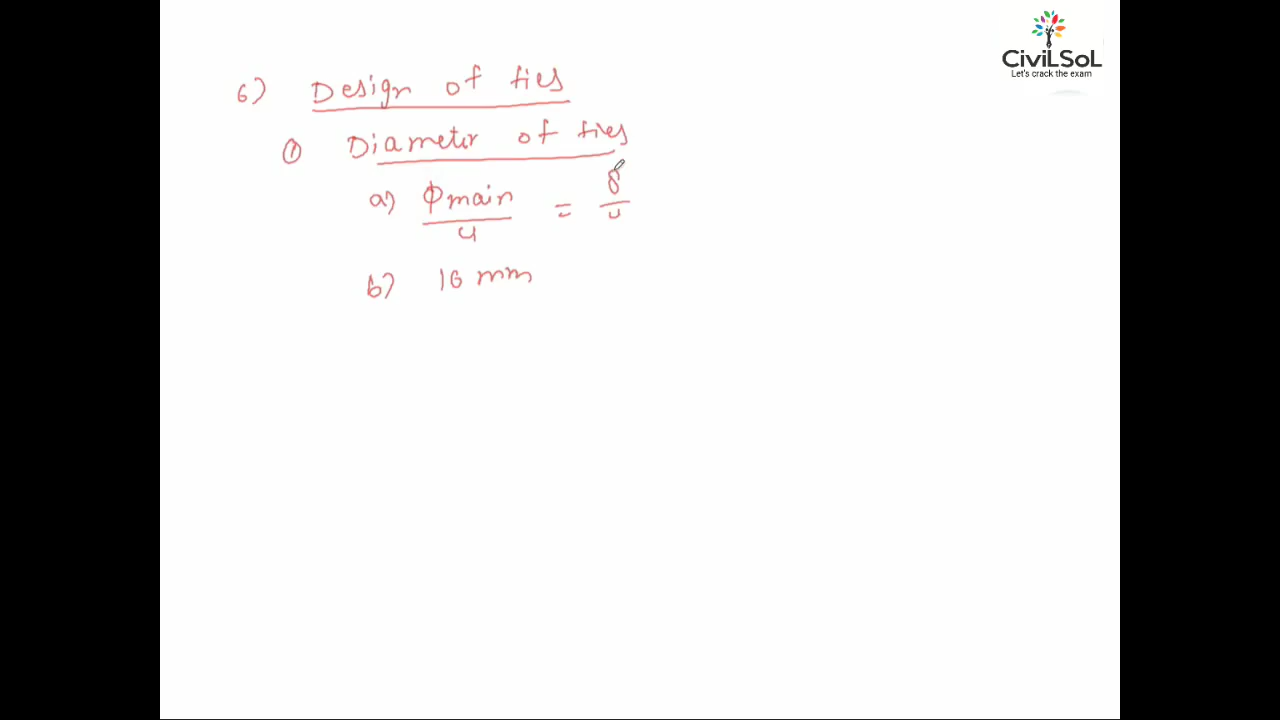 CiviLSoL
Let's crack the exam
6) Design of ties
① Diameter of ties
a) Φmain/4 = 8/4
b) 16 mm